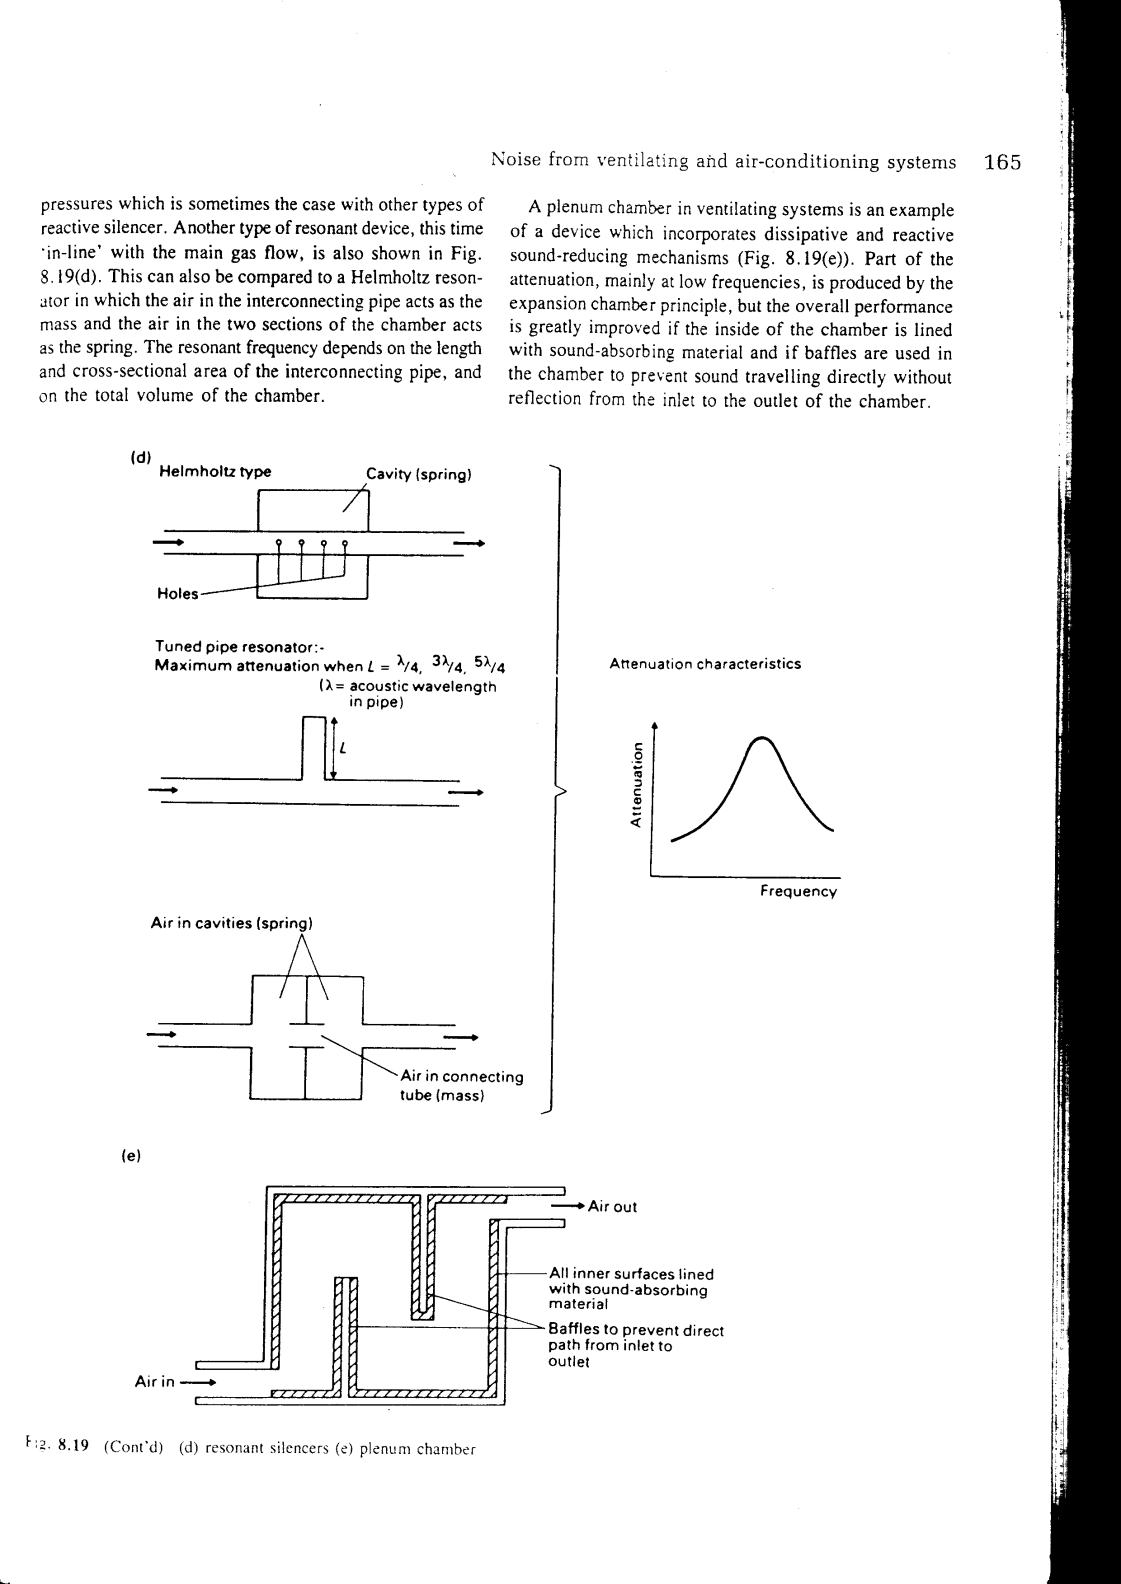 Noise from ventilating and air-conditioning systems 165
pressures which is sometimes the case with other types of
reactive silencer. Another type of resonant device, this time
'in-line' with the main gas flow, is also shown in Fig.
8.19(d). This can also be compared to a Helmholtz reson-
ator in which the air in the interconnecting pipe acts as the
mass and the air in the two sections of the chamber acts
as the spring. The resonant frequency depends on the length
and cross-sectional area of the interconnecting pipe, and
on the total volume of the chamber.
A plenum chamber in ventilating systems is an example
of a device which incorporates dissipative and reactive
sound-reducing mechanisms (Fig. 8.19(e)). Part of the
attenuation, mainly at low frequencies, is produced by the
expansion chamber principle, but the overall performance
is greatly improved if the inside of the chamber is lined
with sound-absorbing material and if baffles are used in
the chamber to prevent sound travelling directly without
reflection from the inlet to the outlet of the chamber.
(d)
Helmholtz type
Cavity (spring)
Holes
Tuned pipe resonator:-
Maximum attenuation when L = λ/4, 3λ/4, 5λ/4
(λ= acoustic wavelength
in pipe)
L
Air in cavities (spring)
Air in connecting
tube (mass)
Attenuation characteristics
Attenuation
Frequency
(e)
Air out
All inner surfaces lined
with sound-absorbing
material
Baffles to prevent direct
path from inlet to
outlet
Air in
Fig. 8.19 (Cont'd) (d) resonant silencers (e) plenum chamber